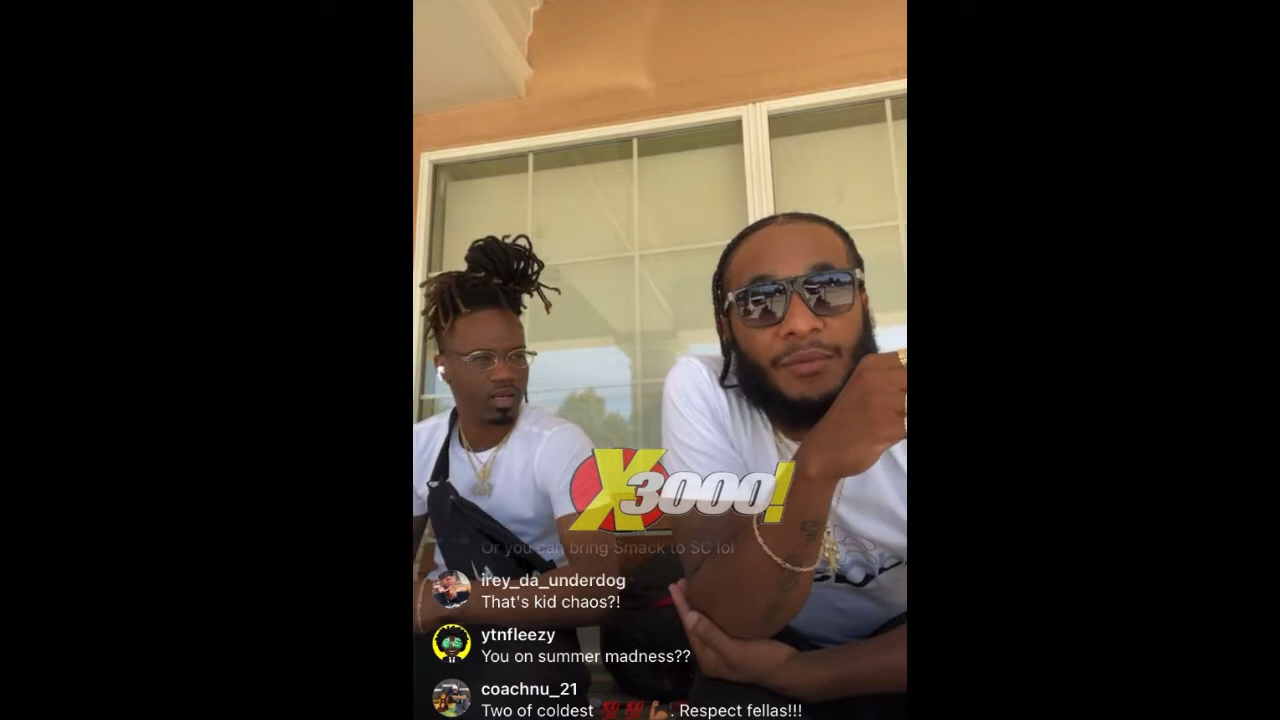 X3000!
Or you can bring Smack to SC lol
irey_da_underdog
That's kid chaos?!
ytnfleezy
You on summer madness??
coachnu_21
Two of coldest 💯 💯 💪🏾. Respect fellas!!!